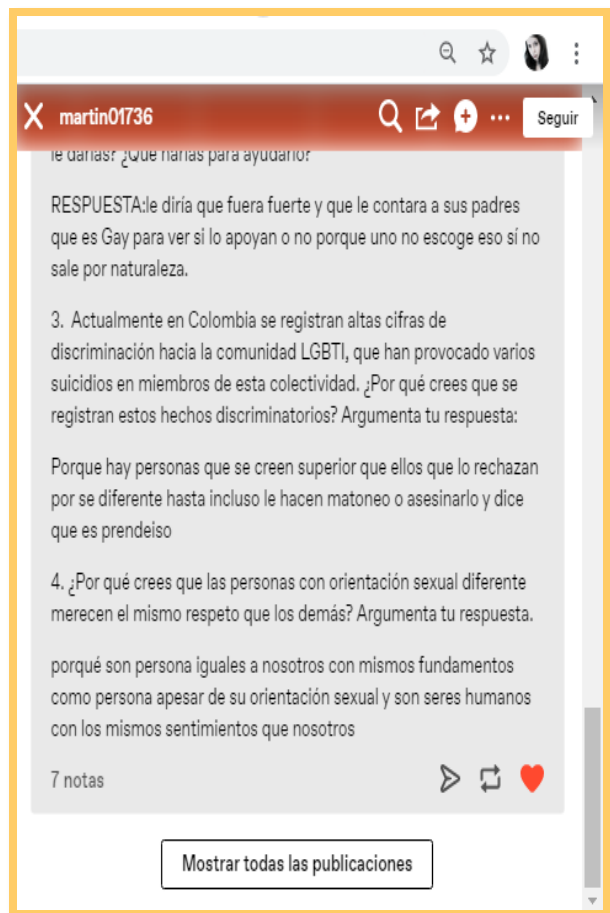 martin01736
Seguir
le darías? ¿Qué harías para ayudarlo?
RESPUESTA:le diría que fuera fuerte y que le contara a sus padres
que es Gay para ver si lo apoyan o no porque uno no escoge eso sí no
sale por naturaleza.
3. Actualmente en Colombia se registran altas cifras de
discriminación hacia la comunidad LGBTI, que han provocado varios
suicidios en miembros de esta colectividad. ¿Por qué crees que se
registran estos hechos discriminatorios? Argumenta tu respuesta:
Porque hay personas que se creen superior que ellos que lo rechazan
por se diferente hasta incluso le hacen matoneo o asesinarlo y dice
que es prendeiso
4. ¿Por qué crees que las personas con orientación sexual diferente
merecen el mismo respeto que los demás? Argumenta tu respuesta.
porqué son persona iguales a nosotros con mismos fundamentos
como persona apesar de su orientación sexual y son seres humanos
con los mismos sentimientos que nosotros
7 notas
Mostrar todas las publicaciones